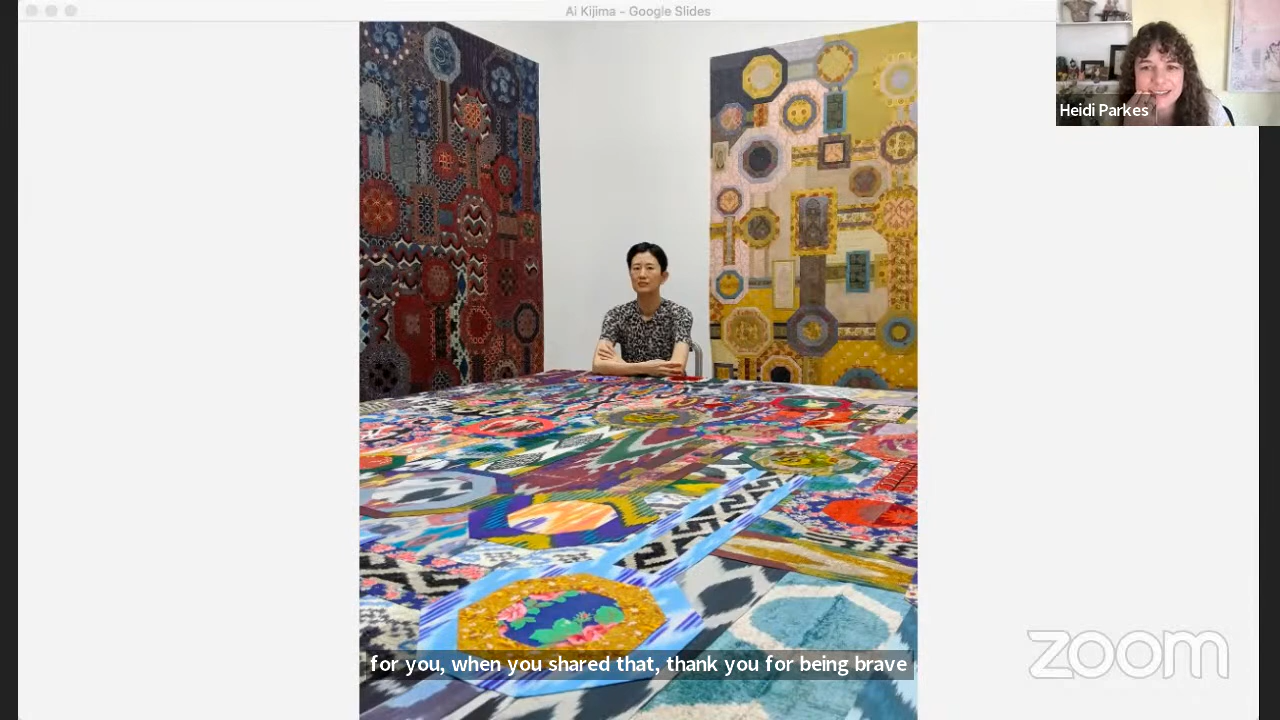 Ai Kijima - Google Slides
Heidi Parkes
for you, when you shared that, thank you for being brave
zoom